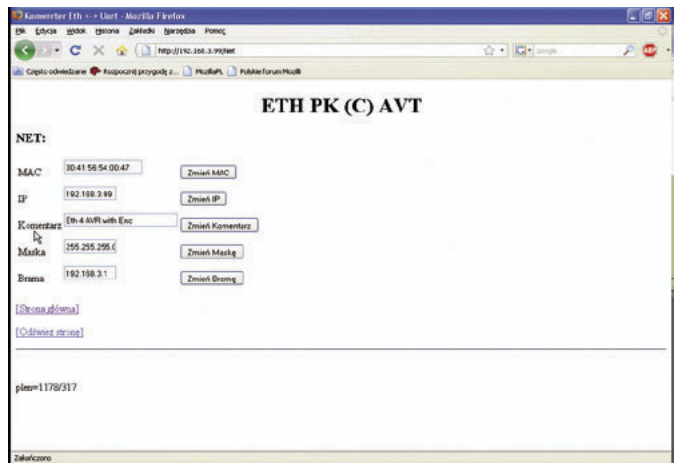 Konwerter Eth <-> Uart - Mozilla Firefox
Plik Edycja Widok Historia Zakładki Narzędzia Pomoc
http://192.168.3.99/Net
Google
ABP
Często odwiedzane Rozpocznij przygodę z... MozillaPL Polskie forum Mozilli
ETH PK (C) AVT
NET:
MAC 30:41:56:54:00:47 Zmień MAC
IP 192.168.3.99 Zmień IP
Komentarz Eth 4 AVR with Enc Zmień Komentarz
Maska 255.255.255.( Zmień Maskę
Brama 192.168.3.1 Zmień Bramę
[Strona główna]
[Odśwież stronę]
plen=1178/317
Zakończono